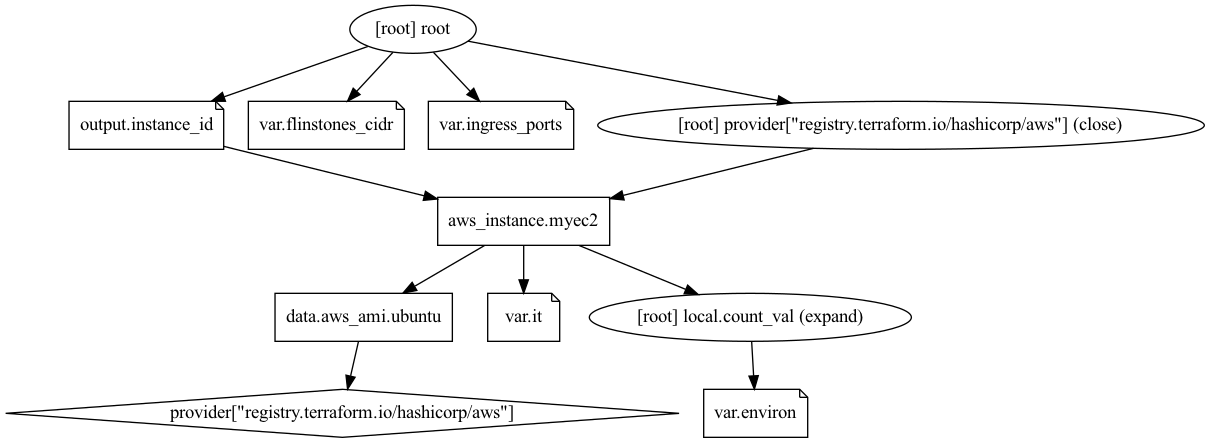 [root] root
output.instance_id
var.flinstones_cidr
var.ingress_ports
[root] provider["registry.terraform.io/hashicorp/aws"] (close)
aws_instance.myec2
data.aws_ami.ubuntu
var.it
[root] local.count_val (expand)
provider["registry.terraform.io/hashicorp/aws"]
var.environ